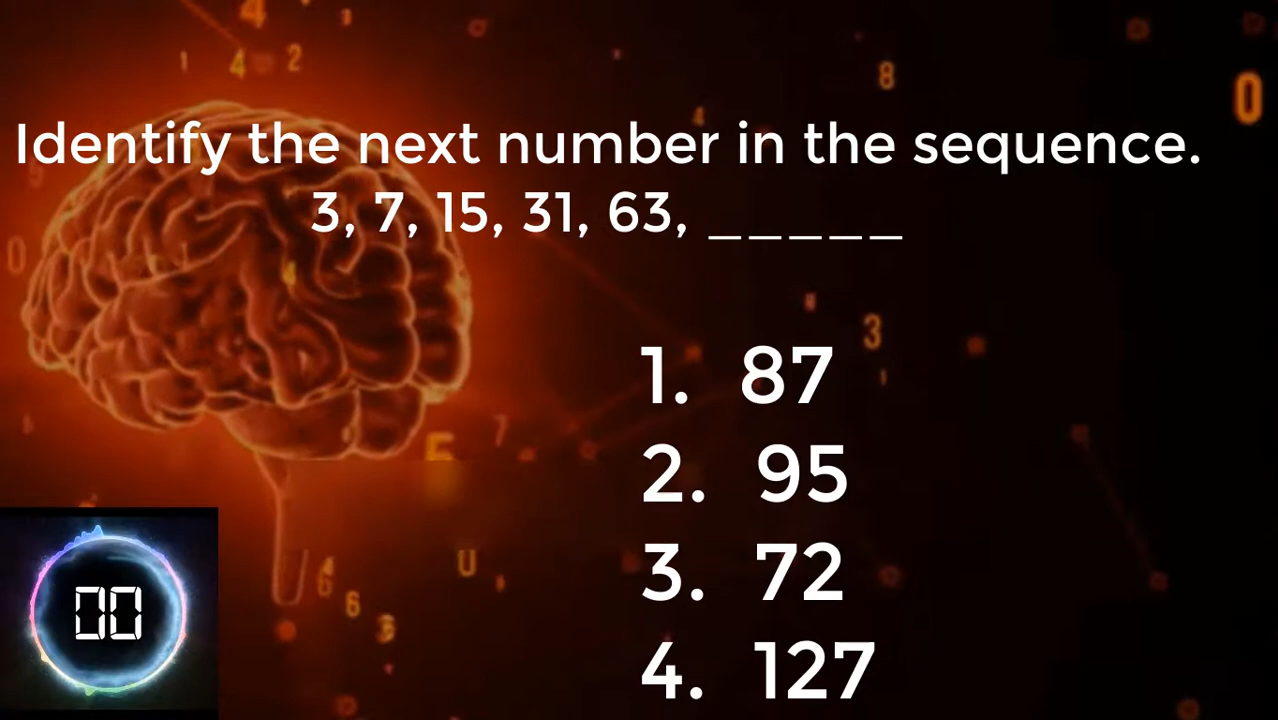 Identify the next number in the sequence.
3, 7, 15, 31, 63, _____
1. 87
2. 95
3. 72
4. 127
00